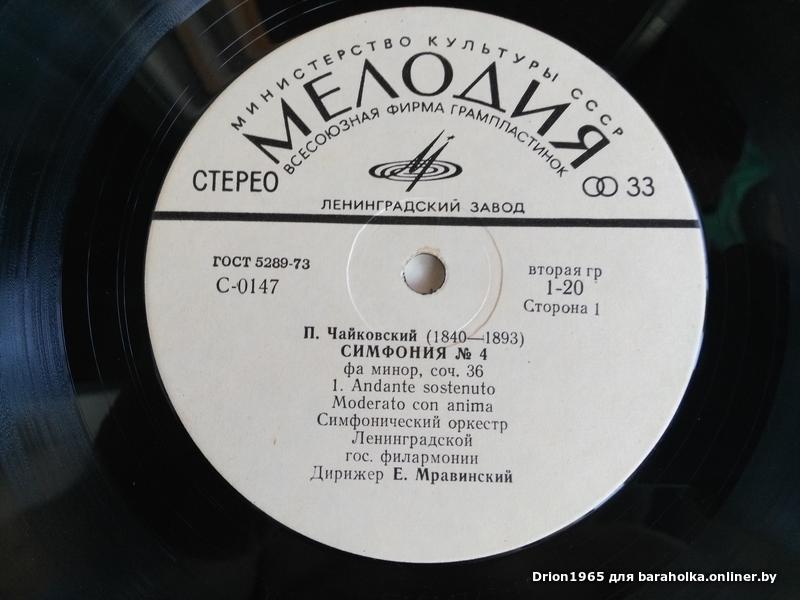 МИНИСТЕРСТВО КУЛЬТУРЫ СССР
МЕЛОДИЯ
ВСЕСОЮЗНАЯ ФИРМА ГРАМПЛАСТИНОК
СТЕРЕО
33
ЛЕНИНГРАДСКИЙ ЗАВОД
ГОСТ 5289-73
С-0147
вторая гр
1-20
Сторона 1
П. Чайковский (1840—1893)
СИМФОНИЯ № 4
фа минор, соч. 36
1. Andante sostenuto
Moderato con anima
Симфонический оркестр
Ленинградской
гос. филармонии
Дирижер Е. Мравинский
Drion1965 для baraholka.onliner.by